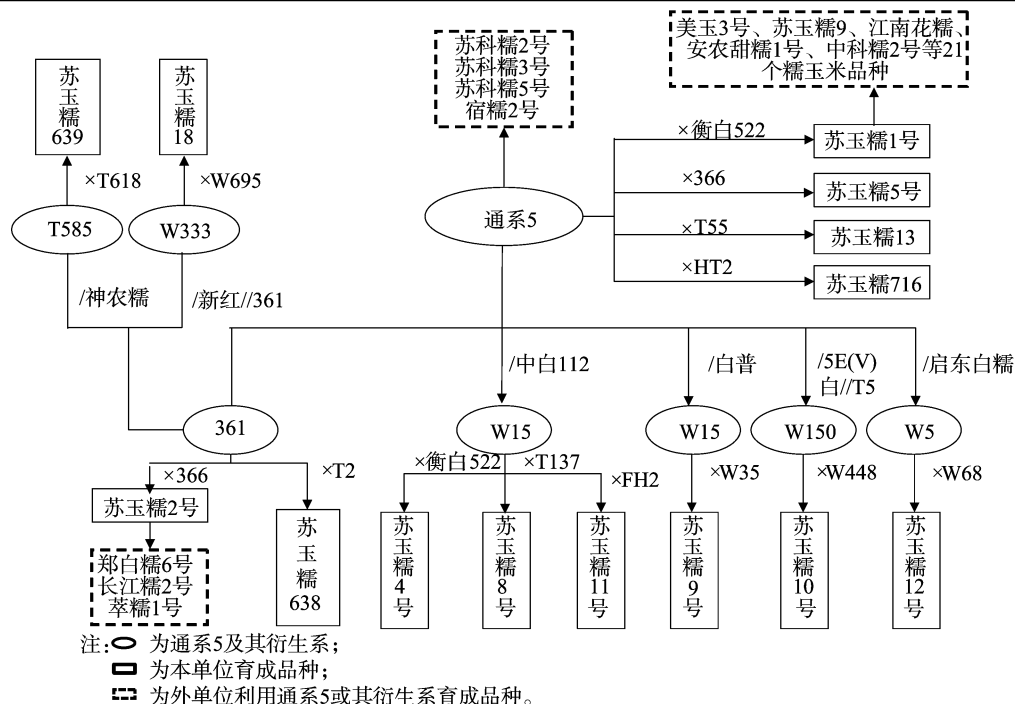 美玉3号、苏玉糯9、江南花糯、
安农甜糯1号、中科糯2号等21
个糯玉米品种
苏科糯2号
苏科糯3号
苏科糯5号
宿糯2号
苏玉糯639
苏玉糯18
×T618
×W695
×衡白522
苏玉糯1号
×366
苏玉糯5号
通系5
T585
W333
×T55
苏玉糯13
×HT2
苏玉糯716
/神农糯
/新红//361
/中白112
/白普
/5E(V)
白//T5
/启东白糯
361
W15
W15
W150
W5
×366
×T2
×衡白522
×T137
×FH2
×W35
×W448
×W68
苏玉糯2号
苏玉糯638
苏玉糯4号
苏玉糯8号
苏玉糯11号
苏玉糯9号
苏玉糯10号
苏玉糯12号
郑白糯6号
长江糯2号
萃糯1号
注: 为通系5及其衍生系；
为本单位育成品种；
为外单位利用通系5或其衍生系育成品种。